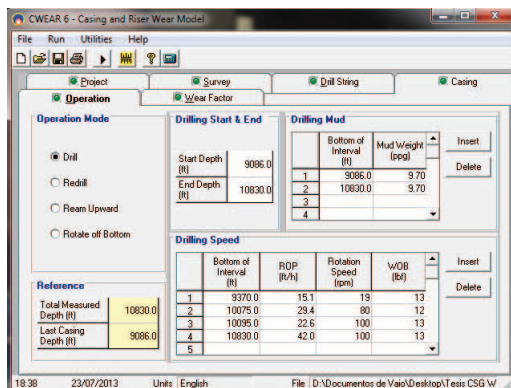 CWEAR 6 - Casing and Riser Wear Model
File Run Utilities Help
Project Survey Drill String Casing
Operation Wear Factor
Operation Mode
Drill
Redrill
Ream Upward
Rotate off Bottom
Reference
Total Measured Depth (ft) 10830.0
Last Casing Depth (ft) 9086.0
Drilling Start & End
Start Depth (ft) 9086.0
End Depth (ft) 10830.0
Drilling Mud
Bottom of Interval (ft) Mud Weight (ppg)
1 9086.0 9.70
2 10830.0 9.70
3
4
Insert
Delete
Drilling Speed
Bottom of Interval (ft) ROP (ft/h) Rotation Speed (rpm) WOB (lbf)
1 9370.0 15.1 19 13
2 10075.0 29.4 80 12
3 10095.0 22.6 100 13
4 10830.0 42.0 100 13
5
Insert
Delete
18:38 23/07/2013 Units English File D:\Documentos de Vaio\Desktop\Tesis CSG W